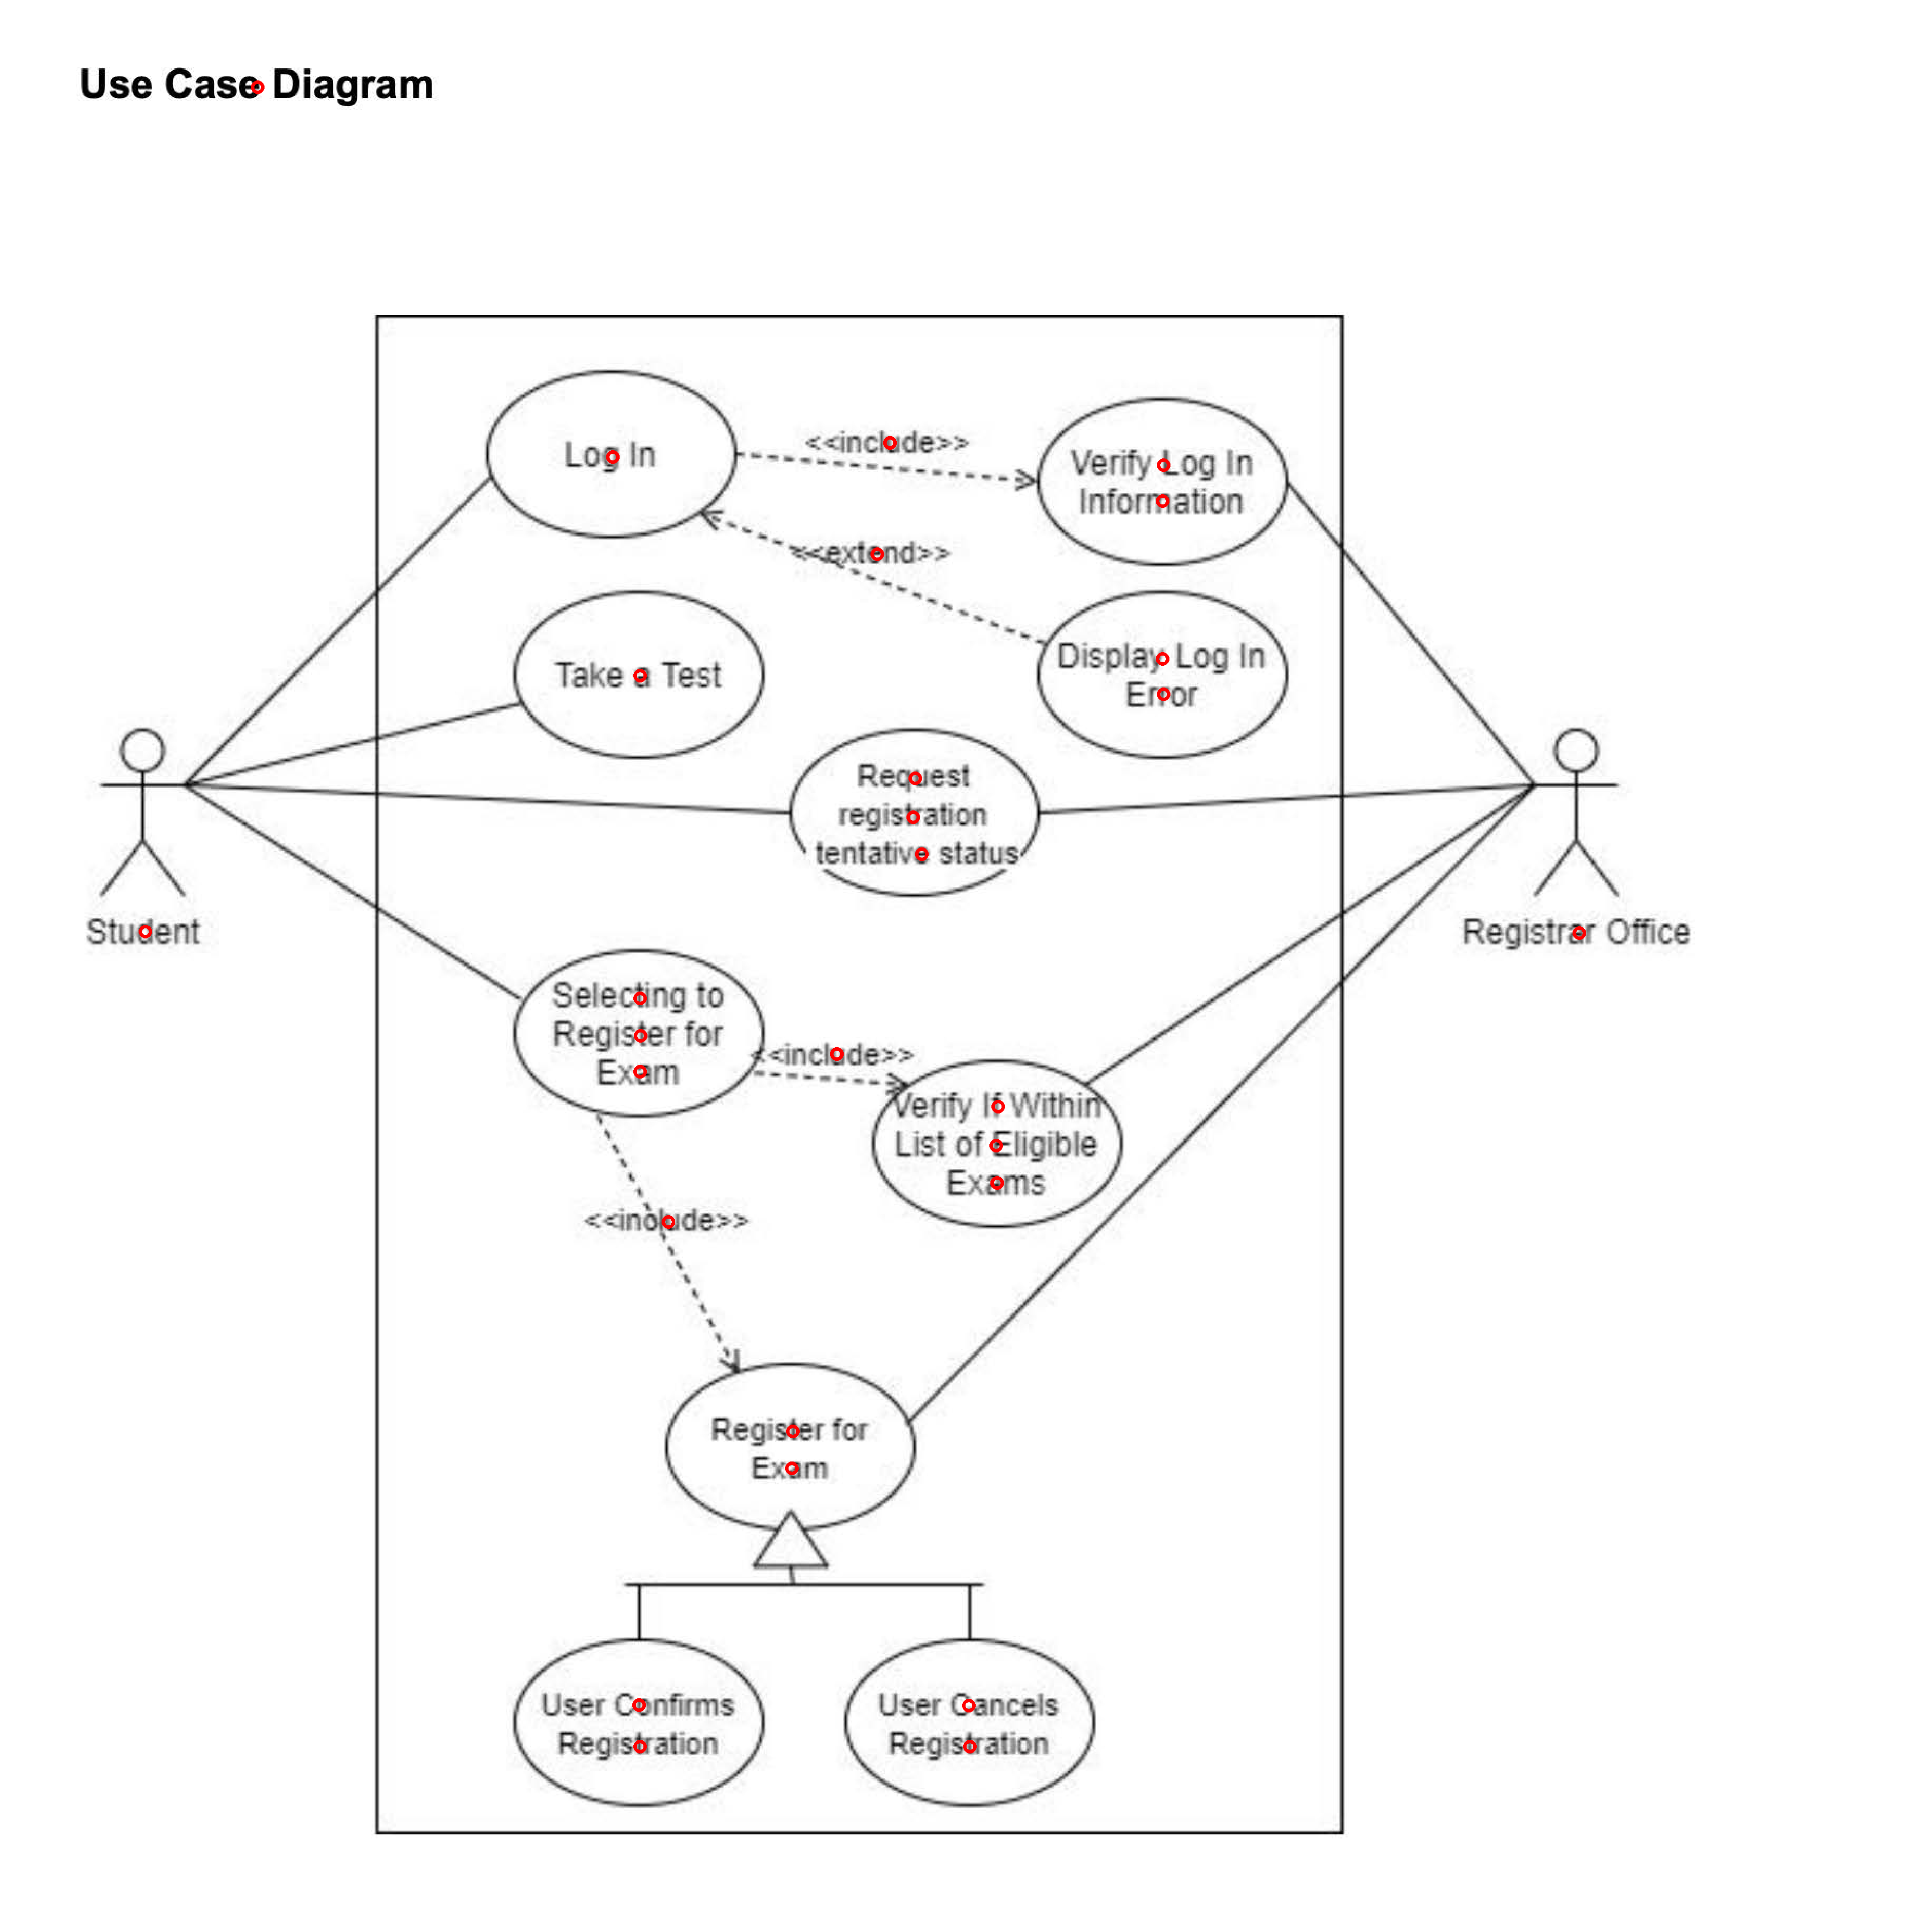 Use Case Diagram
Log In
<<include>>
Verify Log In
Information
<<extend>>
Take a Test
Display Log In
Error
Request
registration
tentative status
Student
Registrar Office
Selecting to
Register for
Exam
<<include>>
Verify If Within
List of Eligible
Exams
<<include>>
Register for
Exam
User Confirms
Registration
User Cancels
Registration